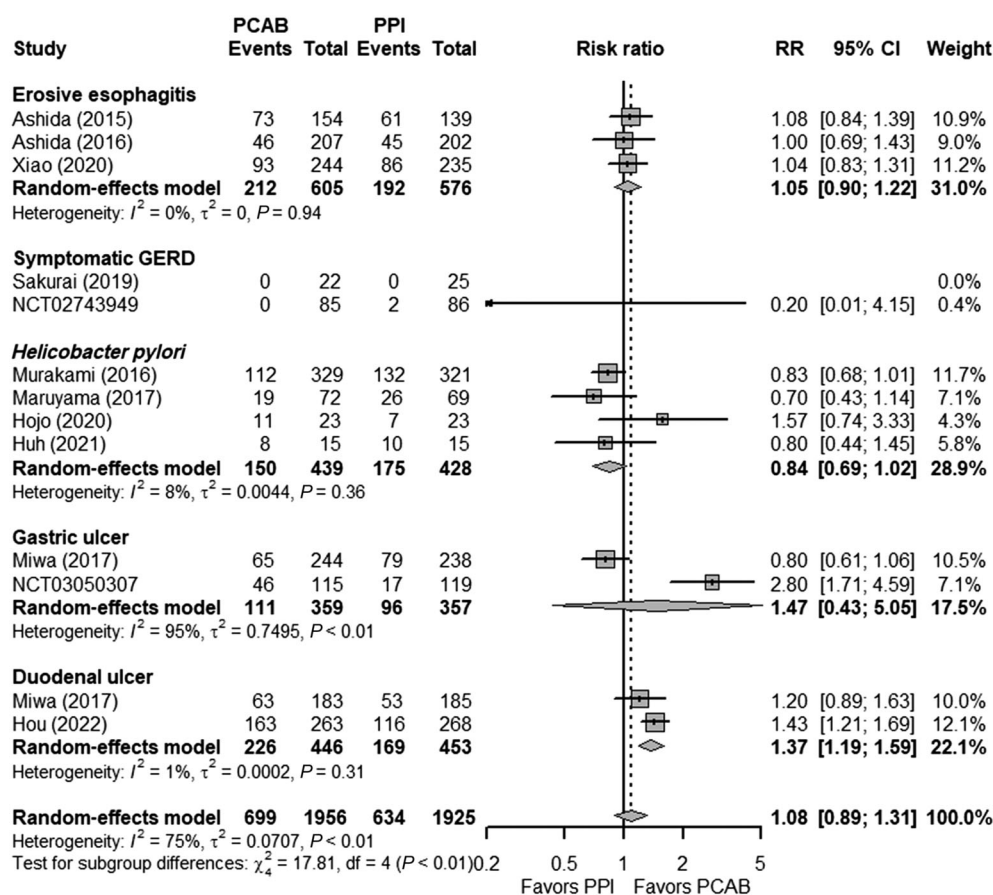 PCAB PPI
Study Events Total Events Total Risk ratio RR 95% CI Weight
Erosive esophagitis
Ashida (2015) 73 154 61 139 1.08 [0.84; 1.39] 10.9%
Ashida (2016) 46 207 45 202 1.00 [0.69; 1.43] 9.0%
Xiao (2020) 93 244 86 235 1.04 [0.83; 1.31] 11.2%
Random-effects model 212 605 192 576 1.05 [0.90; 1.22] 31.0%
Heterogeneity: I² = 0%, τ² = 0, P = 0.94
Symptomatic GERD
Sakurai (2019) 0 22 0 25 0.0%
NCT02743949 0 85 2 86 0.20 [0.01; 4.15] 0.4%
Helicobacter pylori
Murakami (2016) 112 329 132 321 0.83 [0.68; 1.01] 11.7%
Maruyama (2017) 19 72 26 69 0.70 [0.43; 1.14] 7.1%
Hojo (2020) 11 23 7 23 1.57 [0.74; 3.33] 4.3%
Huh (2021) 8 15 10 15 0.80 [0.44; 1.45] 5.8%
Random-effects model 150 439 175 428 0.84 [0.69; 1.02] 28.9%
Heterogeneity: I² = 8%, τ² = 0.0044, P = 0.36
Gastric ulcer
Miwa (2017) 65 244 79 238 0.80 [0.61; 1.06] 10.5%
NCT03050307 46 115 17 119 2.80 [1.71; 4.59] 7.1%
Random-effects model 111 359 96 357 1.47 [0.43; 5.05] 17.5%
Heterogeneity: I² = 95%, τ² = 0.7495, P < 0.01
Duodenal ulcer
Miwa (2017) 63 183 53 185 1.20 [0.89; 1.63] 10.0%
Hou (2022) 163 263 116 268 1.43 [1.21; 1.69] 12.1%
Random-effects model 226 446 169 453 1.37 [1.19; 1.59] 22.1%
Heterogeneity: I² = 1%, τ² = 0.0002, P = 0.31
Random-effects model 699 1956 634 1925 1.08 [0.89; 1.31] 100.0%
Heterogeneity: I² = 75%, τ² = 0.0707, P < 0.01
Test for subgroup differences: χ²₄ = 17.81, df = 4 (P < 0.01) 0.2 0.5 1 2 5
Favors PPI Favors PCAB